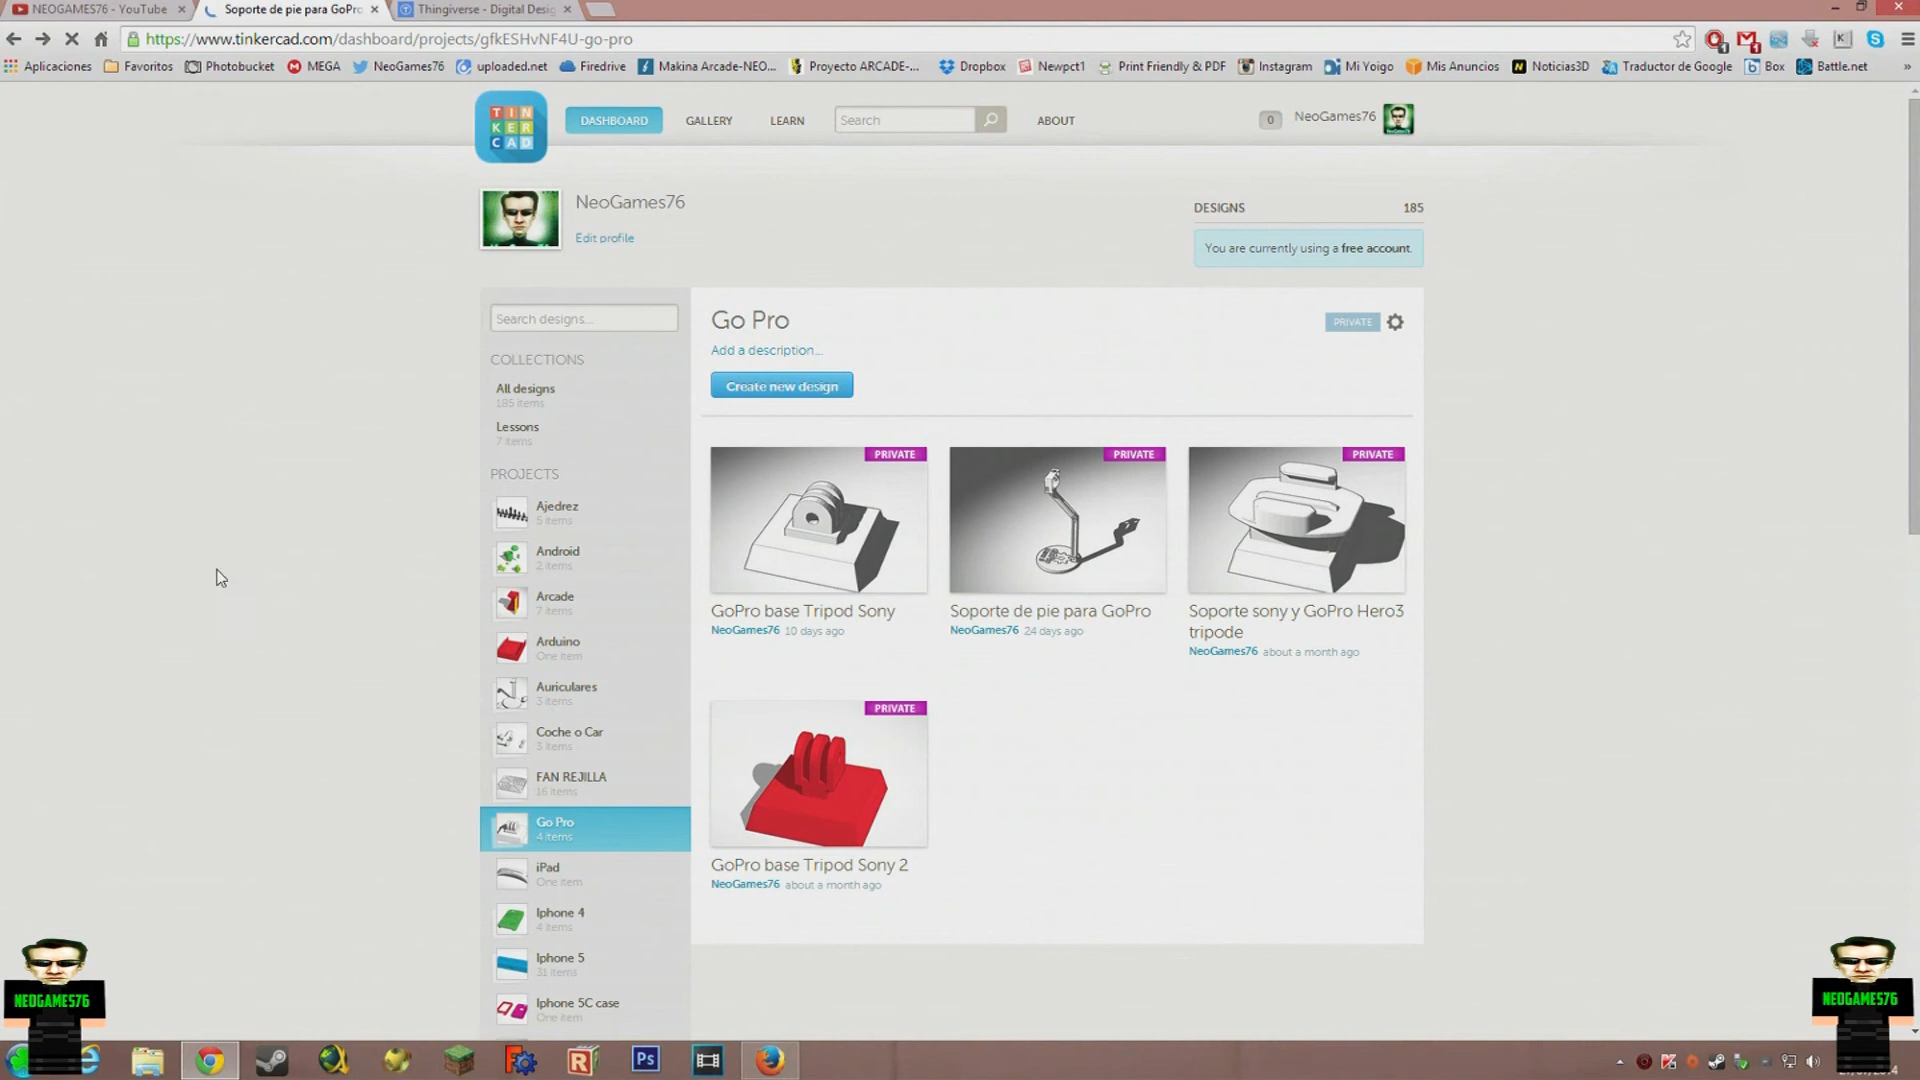 NEOGAMES76 - YouTube
Soporte de pie para GoPro
Thingiverse - Digital Desig
https://www.tinkercad.com/dashboard/projects/gfkESHvNF4U-go-pro
Aplicaciones Favoritos Photobucket MEGA NeoGames76 uploaded.net Firedrive Makina Arcade-NEO... Proyecto ARCADE-... Dropbox Newpct1 Print Friendly & PDF Instagram Mi Yoigo Mis Anuncios Noticias3D Traductor de Google Box Battle.net »
TINKERCAD
DASHBOARD GALLERY LEARN Search ABOUT 0 NeoGames76
NeoGames76
Edit profile
DESIGNS 185
You are currently using a free account.
Search designs...
COLLECTIONS
All designs
185 items
Lessons
7 items
PROJECTS
Ajedrez
5 items
Android
2 items
Arcade
7 items
Arduino
One item
Auriculares
3 items
Coche o Car
3 items
FAN REJILLA
16 items
Go Pro
4 items
iPad
One item
Iphone 4
4 items
Iphone 5
31 items
Iphone 5C case
One item
Go Pro
PRIVATE
Add a description...
Create new design
PRIVATE
GoPro base Tripod Sony
NeoGames76 10 days ago
PRIVATE
Soporte de pie para GoPro
NeoGames76 24 days ago
PRIVATE
Soporte sony y GoPro Hero3
tripode
NeoGames76 about a month ago
PRIVATE
GoPro base Tripod Sony 2
NeoGames76 about a month ago
NEOGAMES76
NEOGAMES76
Ps